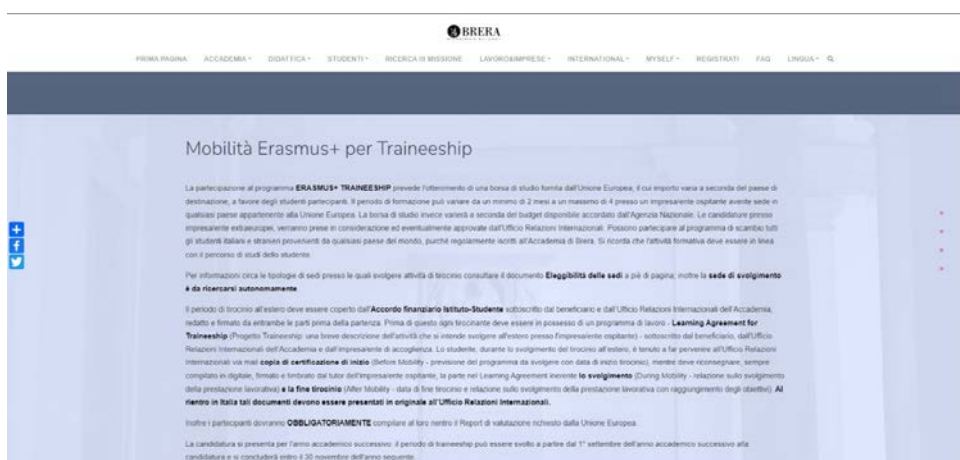 BRERA
PRIMA PAGINA ACCADEMIA DIDATTICA STUDENTI RICERCA III MISSIONE LAVORO&IMPRESE INTERNATIONAL MYSELF REGISTRATI FAQ LINGUA
Mobilità Erasmus+ per Traineeship
La partecipazione al programma ERASMUS+ TRAINEESHIP prevede l'ottenimento di una borsa di studio fornita dall'Unione Europea, il cui importo varia a seconda del paese di
destinazione, a favore degli studenti partecipanti. Il periodo di formazione può variare da un minimo di 2 mesi a un massimo di 4 presso un impresa/ente ospitante avente sede in
qualsiasi paese appartenente alla Unione Europea. La borsa di studio invece varierà a seconda del budget disponibile accordato dall'Agenzia Nazionale. Le candidature presso
impresa/ente extraeuropei, verranno prese in considerazione ed eventualmente approvate dall'Ufficio Relazioni Internazionali. Possono partecipare al programma di scambio tutti
gli studenti italiani e stranieri provenienti da qualsiasi paese del mondo, purché regolarmente iscritti all'Accademia di Brera. Si ricorda che l'attività formativa deve essere in linea
con il percorso di studi dello studente.
Per informazioni circa le tipologie di sedi presso le quali svolgere attività di tirocinio consultare il documento Eleggibilità delle sedi a piè di pagina; inoltre la sede di svolgimento
è da ricercarsi autonomamente.
Il periodo di tirocinio all'estero deve essere coperto dall'Accordo finanziario Istituto-Studente sottoscritto dal beneficiario e dall'Ufficio Relazioni Internazionali dell'Accademia,
redatto e firmato da entrambe le parti prima della partenza. Prima di questo ogni tirocinante deve essere in possesso di un programma di lavoro - Learning Agreement for
Traineeship (Progetto Traineeship: una breve descrizione dell'attività che si intende svolgere all'estero presso l'impresa/ente ospitante) - sottoscritto dal beneficiario, dall'Ufficio
Relazioni Internazionali dell'Accademia e dall'impresa/ente di accoglienza. Lo studente, durante lo svolgimento del tirocinio all'estero, è tenuto a far pervenire all'Ufficio Relazioni
Internazionali via mail copia di certificazione di inizio (Before Mobility - previsione del programma da svolgere con data di inizio tirocinio), mentre deve riconsegnare, sempre
compilato in digitale, firmato e timbrato dal tutor dell'impresa/ente ospitante, la parte nel Learning Agreement inerente lo svolgimento (During Mobility - relazione sullo svolgimento
della prestazione lavorativa) e la fine tirocinio (After Mobility - data di fine tirocinio e relazione sullo svolgimento della prestazione lavorativa con raggiungimento degli obiettivi). Al
rientro in Italia tali documenti devono essere presentati in originale all'Ufficio Relazioni Internazionali.
Inoltre i partecipanti dovranno OBBLIGATORIAMENTE compilare al loro rientro il Report di valutazione richiesto dalla Unione Europea.
La candidatura si presenta per l'anno accademico successivo: il periodo di traineeship può essere svolto a partire dal 1° settembre dell'anno accademico successivo alla
candidatura e si concluderà entro il 30 novembre dell'anno seguente.